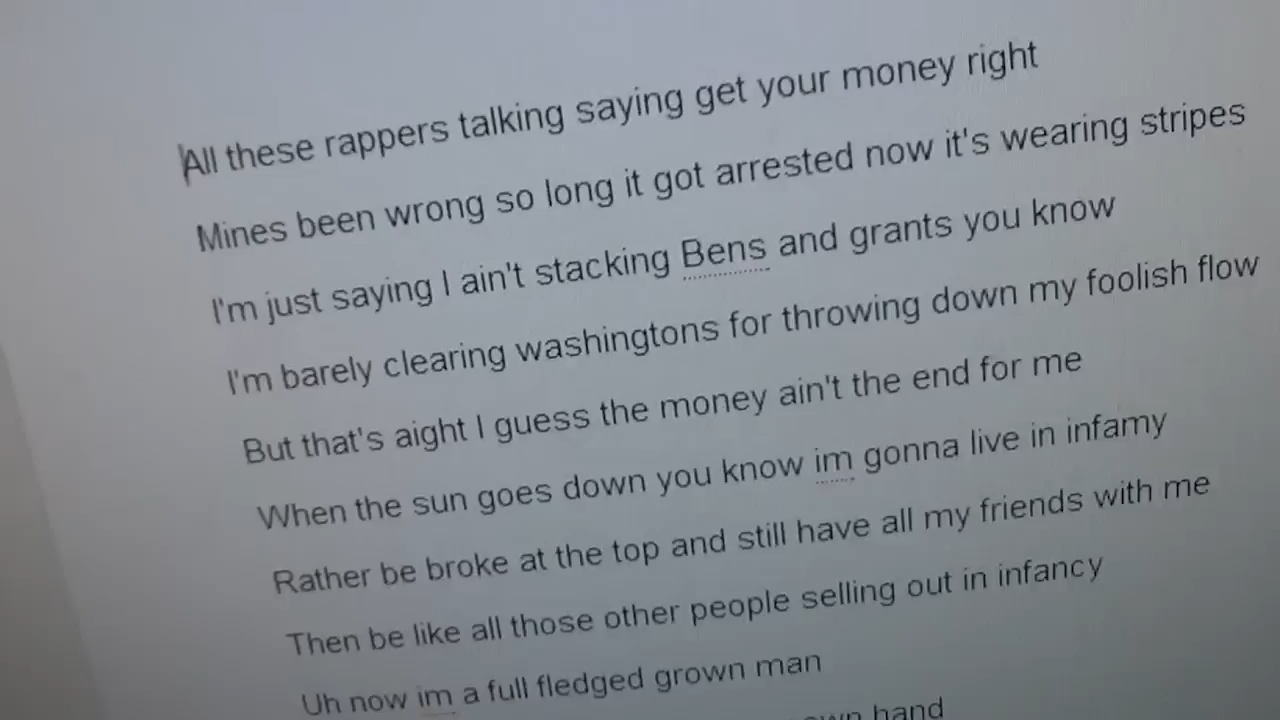 All these rappers talking saying get your money right
Mines been wrong so long it got arrested now it's wearing stripes
I'm just saying I ain't stacking Bens and grants you know
I'm barely clearing washingtons for throwing down my foolish flow
But that's aight I guess the money ain't the end for me
When the sun goes down you know im gonna live in infamy
Rather be broke at the top and still have all my friends with me
Then be like all those other people selling out in infancy
Uh now im a full fledged grown man
hand